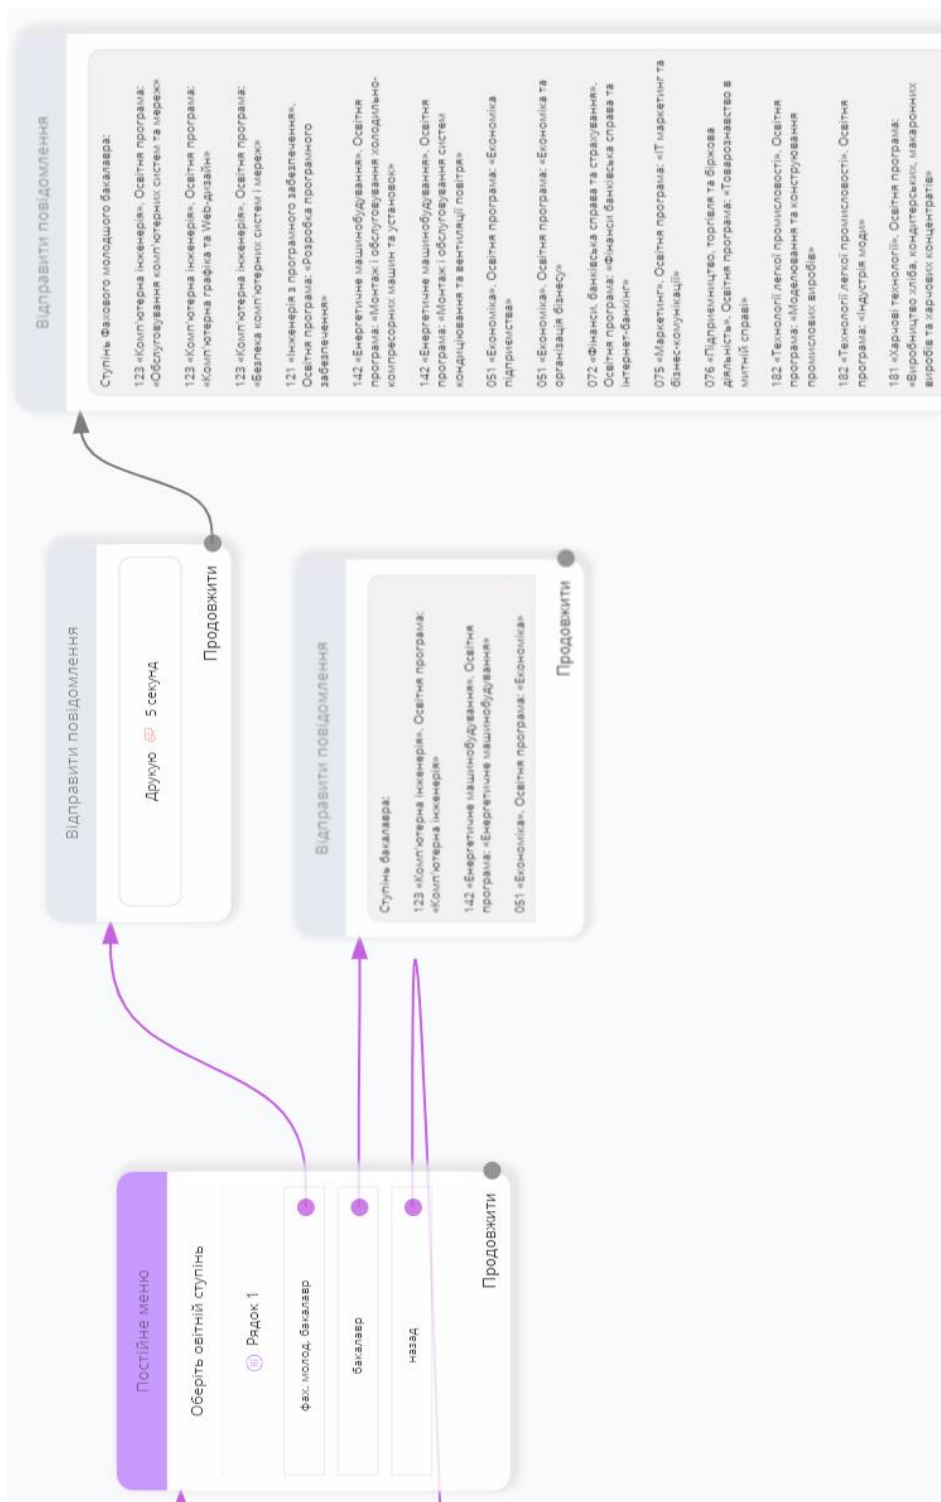 Постійне меню
Оберіть овітній ступінь
Рядок 1
фах. молод. бакалавр
бакалавр
назад
Продовжити
Відправити повідомлення
Друкую 5 секунд
Продовжити
Відправити повідомлення
Ступінь бакалавра:
123 «Комп'ютерна інженерія». Освітня програма:
«Комп'ютерна інженерія»
142 «Енергетичне машинобудування». Освітня
програма: «Енергетичне машинобудування»
051 «Економіка». Освітня програма: «Економіка»
Продовжити
Відправити повідомлення
Ступінь Фахового молодшого бакалавра:
123 «Комп'ютерна інженерія». Освітня програма:
«Обслуговування комп'ютерних систем та мереж»
123 «Комп'ютерна інженерія». Освітня програма:
«Комп'ютерна графіка та Web-дизайн»
123 «Комп'ютерна інженерія». Освітня програма:
«Безпека комп'ютерних систем і мереж»
121 «Інженерія з програмного забезпечення».
Освітня програма: «Розробка програмного
забезпечення»
142 «Енергетичне машинобудування». Освітня
програма: «Монтаж і обслуговування холодильно-
компресорних машин та установок»
142 «Енергетичне машинобудування». Освітня
програма: «Монтаж і обслуговування систем
кондиціювання та вентиляції повітря»
051 «Економіка». Освітня програма: «Економіка
підприємства»
051 «Економіка». Освітня програма: «Економіка та
організація бізнесу»
072 «Фінанси, банківська справа та страхування».
Освітня програма: «Фінанси банківська справа та
інтернет-банкінг»
075 «Маркетинг». Освітня програма: «ІТ маркетинг та
бізнес-комунікації»
076 «Підприємництво, торгівля та біржова
діяльність». Освітня програма: «Товарознавство в
митній справі»
182 «Технології легкої промисловості». Освітня
програма: «Моделювання та конструювання
промислових виробів»
182 «Технології легкої промисловості». Освітня
програма: «Індустрія моди»
181 «Харчові технології». Освітня програма:
«Виробництво хліба, кондитерських, макаронних
виробів та харчових концентратів»